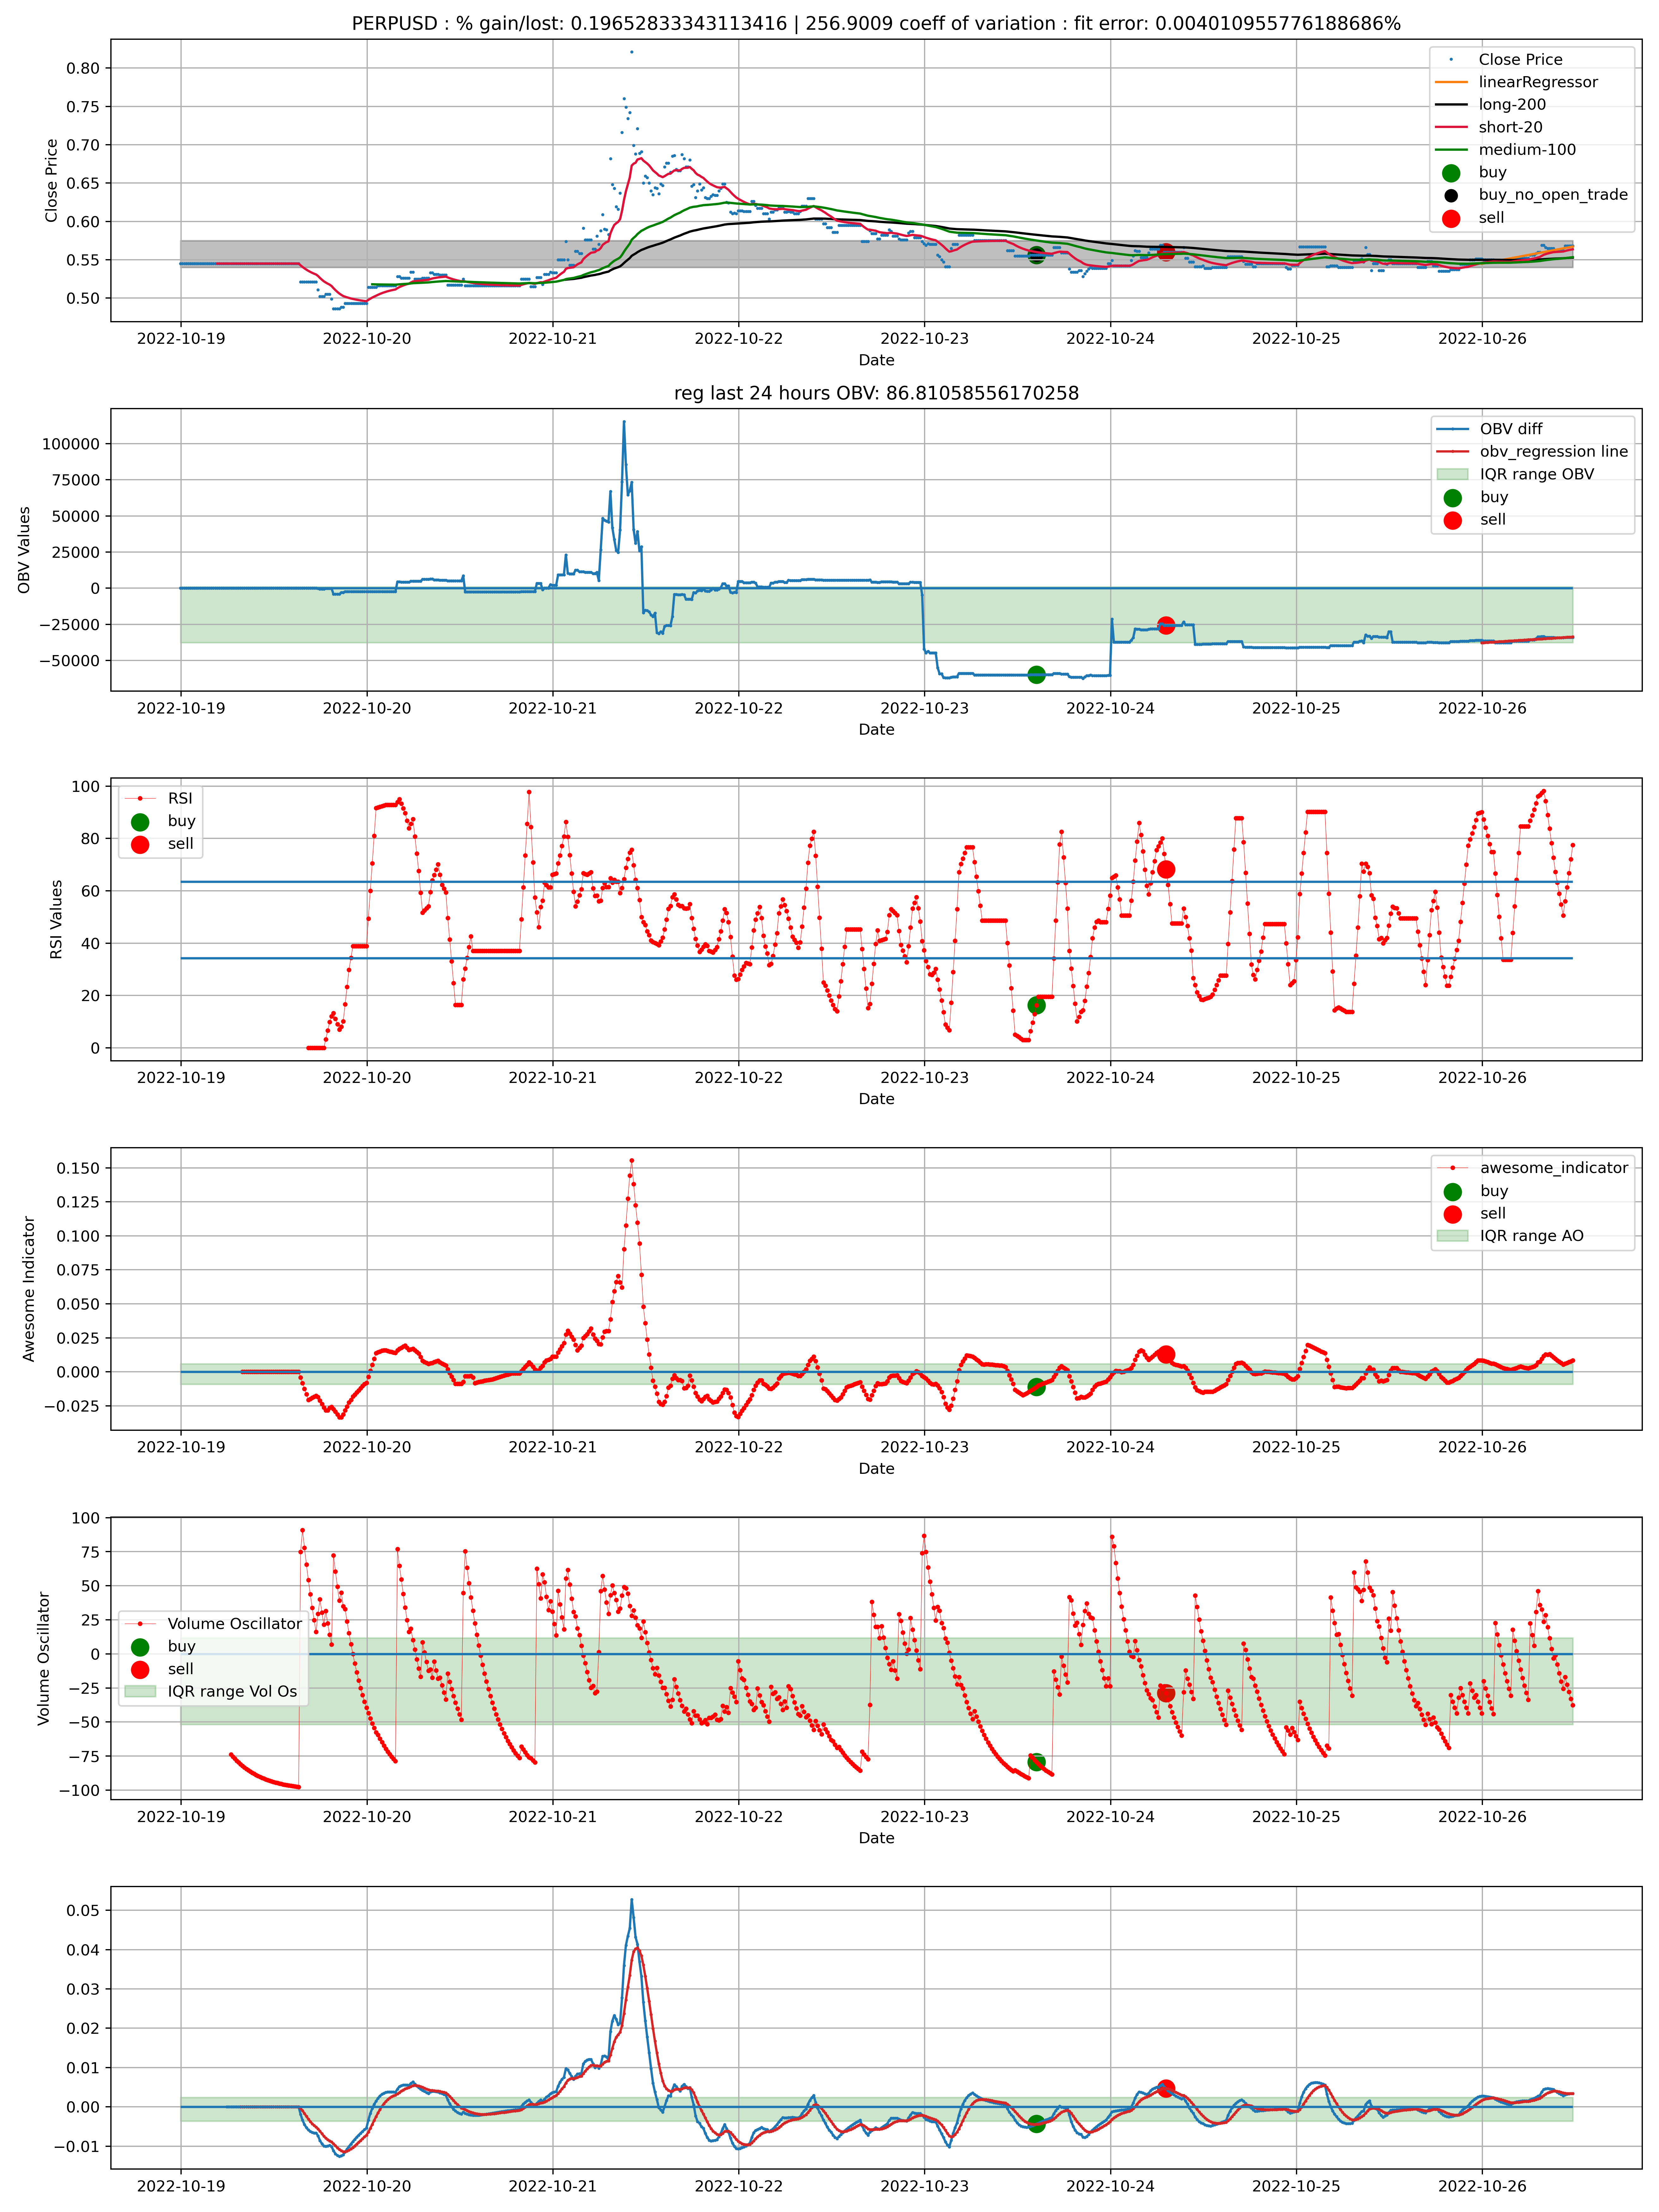 PERPUSD : % gain/lost: 0.19652833343113416 | 256.9009 coeff of variation : fit error: 0.004010955776188686%
0.80
0.75
0.70
0.65
0.60
0.55
0.50
Close Price
Close Price
linearRegressor
long-200
short-20
medium-100
buy
buy_no_open_trade
sell
2022-10-19
2022-10-20
2022-10-21
2022-10-22
2022-10-23
2022-10-24
2022-10-25
2022-10-26
Date
reg last 24 hours OBV: 86.81058556170258
100000
75000
50000
25000
0
−25000
−50000
OBV Values
OBV diff
obv_regression line
IQR range OBV
buy
sell
2022-10-19
2022-10-20
2022-10-21
2022-10-22
2022-10-23
2022-10-24
2022-10-25
2022-10-26
Date
100
80
60
40
20
0
RSI Values
RSI
buy
sell
2022-10-19
2022-10-20
2022-10-21
2022-10-22
2022-10-23
2022-10-24
2022-10-25
2022-10-26
Date
0.150
0.125
0.100
0.075
0.050
0.025
0.000
−0.025
Awesome Indicator
awesome_indicator
buy
sell
IQR range AO
2022-10-19
2022-10-20
2022-10-21
2022-10-22
2022-10-23
2022-10-24
2022-10-25
2022-10-26
Date
100
75
50
25
0
−25
−50
−75
−100
Volume Oscillator
Volume Oscillator
buy
sell
IQR range Vol Os
2022-10-19
2022-10-20
2022-10-21
2022-10-22
2022-10-23
2022-10-24
2022-10-25
2022-10-26
Date
0.05
0.04
0.03
0.02
0.01
0.00
−0.01
2022-10-19
2022-10-20
2022-10-21
2022-10-22
2022-10-23
2022-10-24
2022-10-25
2022-10-26